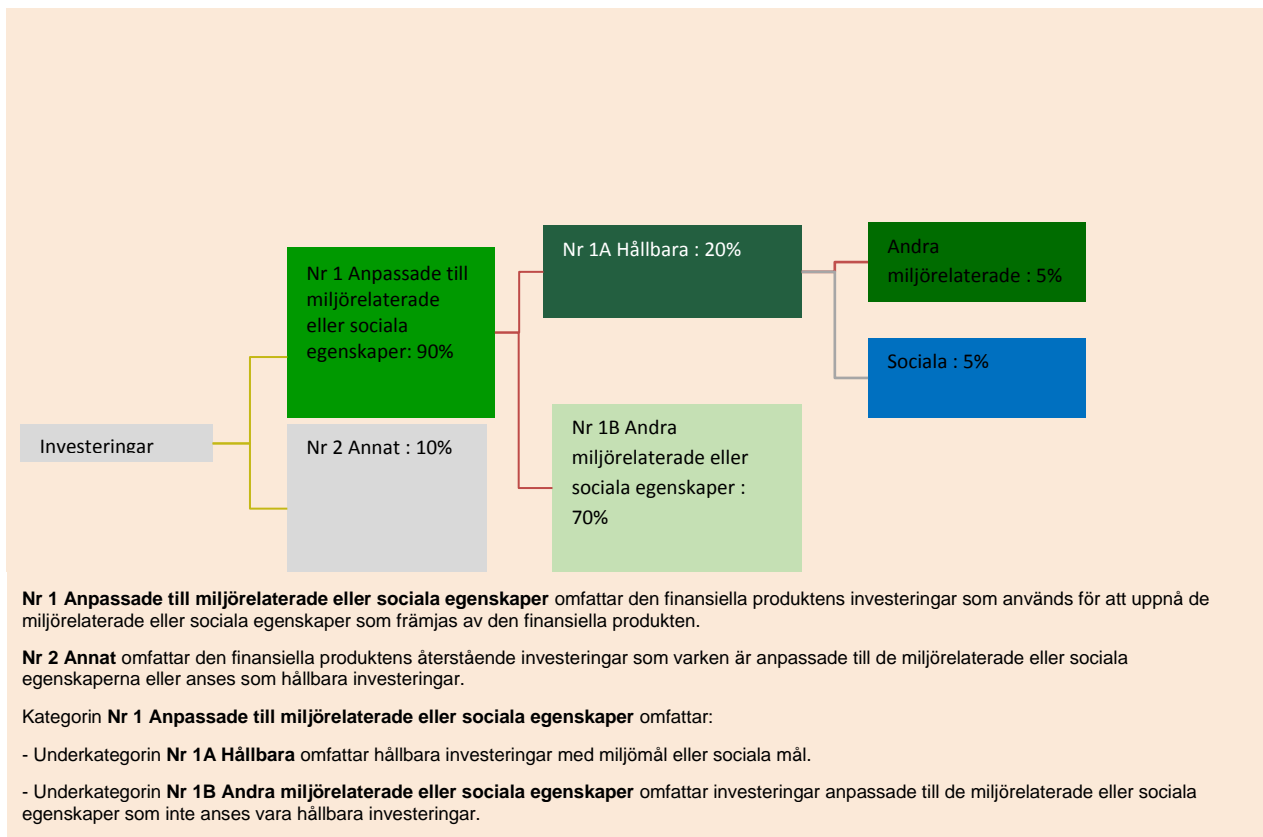 Investeringar
Nr 1 Anpassade till
miljörelaterade
eller sociala
egenskaper: 90%
Nr 2 Annat : 10%
Nr 1A Hållbara : 20%
Nr 1B Andra
miljörelaterade eller
sociala egenskaper :
70%
Andra
miljörelaterade : 5%
Sociala : 5%
Nr 1 Anpassade till miljörelaterade eller sociala egenskaper omfattar den finansiella produktens investeringar som används för att uppnå de
miljörelaterade eller sociala egenskaper som främjas av den finansiella produkten.
Nr 2 Annat omfattar den finansiella produktens återstående investeringar som varken är anpassade till de miljörelaterade eller sociala
egenskaperna eller anses som hållbara investeringar.
Kategorin Nr 1 Anpassade till miljörelaterade eller sociala egenskaper omfattar:
- Underkategorin Nr 1A Hållbara omfattar hållbara investeringar med miljömål eller sociala mål.
- Underkategorin Nr 1B Andra miljörelaterade eller sociala egenskaper omfattar investeringar anpassade till de miljörelaterade eller sociala
egenskaper som inte anses vara hållbara investeringar.